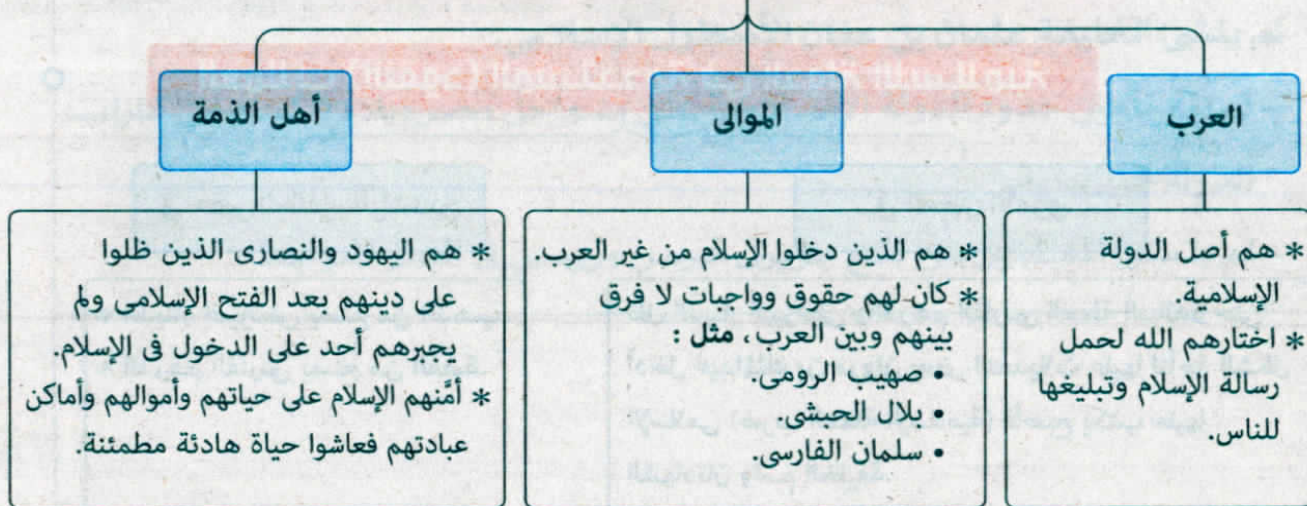 العرب
* هم أصل الدولة
الإسلامية.
* اختارهم الله لحمل
رسالة الإسلام وتبليغها
للناس.
الموالى
* هم الذين دخلوا الإسلام من غير العرب.
* كان لهم حقوق وواجبات لا فرق
بينهم وبين العرب، مثل :
• صهيب الرومى.
• بلال الحبشى.
• سلمان الفارسى.
أهل الذمة
* هم اليهود والنصارى الذين ظلوا
على دينهم بعد الفتح الإسلامى ولم
يجبرهم أحد على الدخول فى الإسلام.
* أمَّنهم الإسلام على حياتهم وأموالهم وأماكن
عبادتهم فعاشوا حياة هادئة مطمئنة.